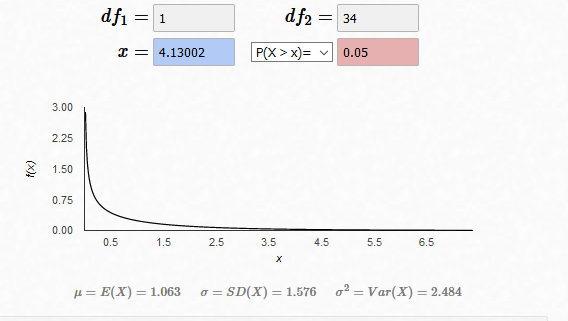 df₁ = 1 df₂ = 34
x = 4.13002 P(X > x)= 0.05
3.00
2.25
1.50
0.75
0.00
f(x)
0.5 1.5 2.5 3.5 4.5 5.5 6.5
x
μ = E(X) = 1.063 σ = SD(X) = 1.576 σ² = Var(X) = 2.484